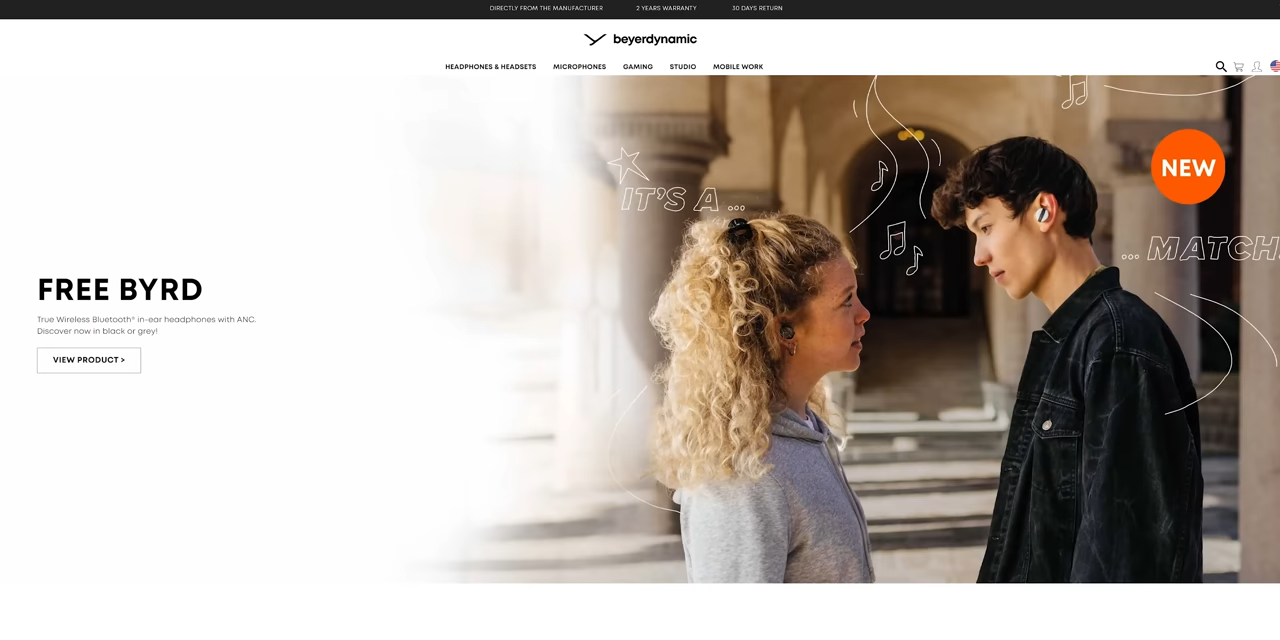 DIRECTLY FROM THE MANUFACTURER 2 YEARS WARRANTY 30 DAYS RETURN
beyerdynamic
HEADPHONES & HEADSETS MICROPHONES GAMING STUDIO MOBILE WORK
NEW
IT'S A ...
... MATCH
FREE BYRD
True Wireless Bluetooth® in-ear headphones with ANC.
Discover now in black or grey!
VIEW PRODUCT >